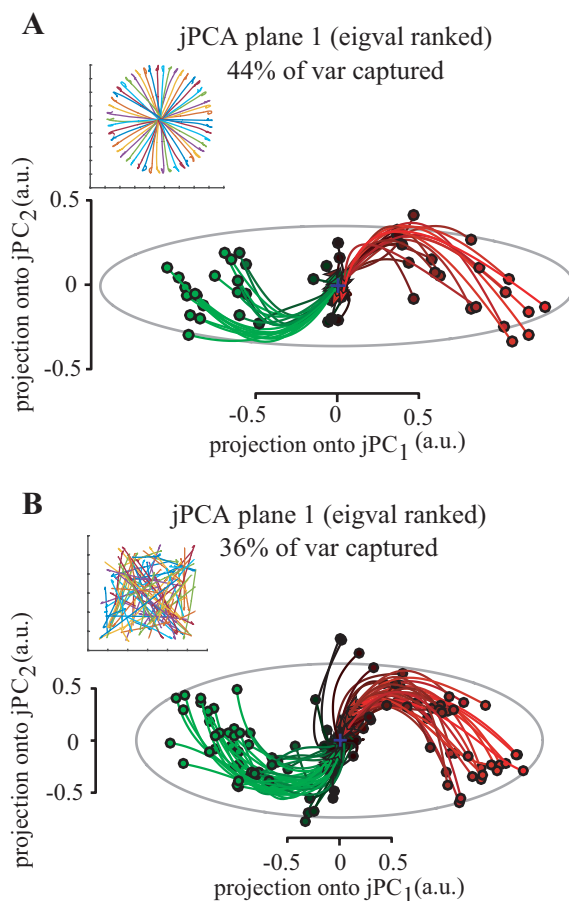 A
jPCA plane 1 (eigval ranked)
44% of var captured
projection onto jPC2 (a.u.)
0.5
0
-0.5
-0.5 0 0.5
projection onto jPC1 (a.u.)
B
jPCA plane 1 (eigval ranked)
36% of var captured
projection onto jPC2 (a.u.)
0.5
0
-0.5
-0.5 0 0.5
projection onto jPC1 (a.u.)